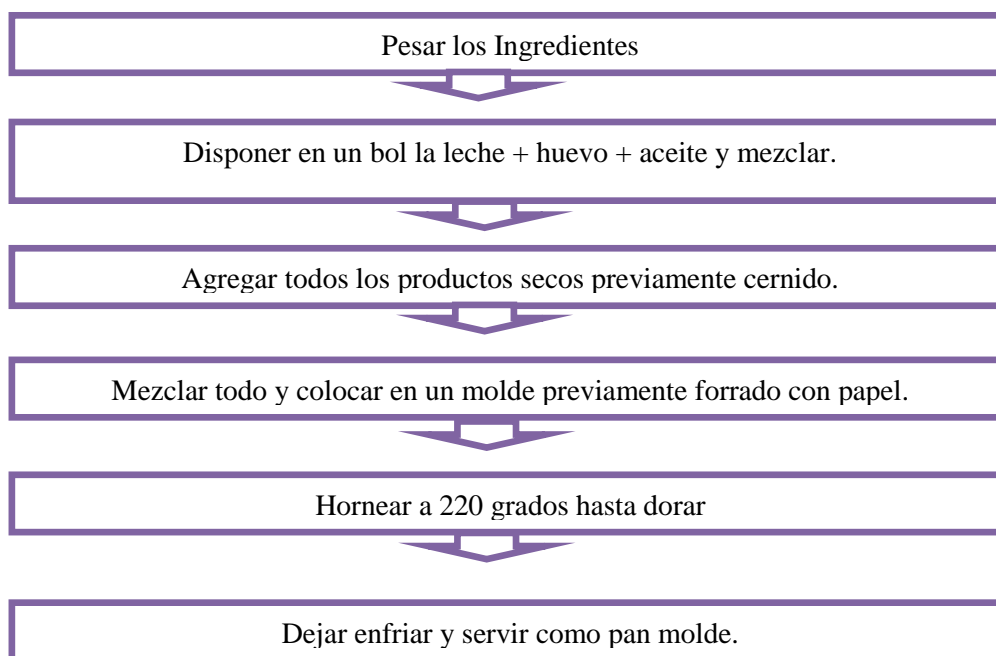 Pesar los Ingredientes
Disponer en un bol la leche + huevo + aceite y mezclar.
Agregar todos los productos secos previamente cernido.
Mezclar todo y colocar en un molde previamente forrado con papel.
Hornear a 220 grados hasta dorar
Dejar enfriar y servir como pan molde.